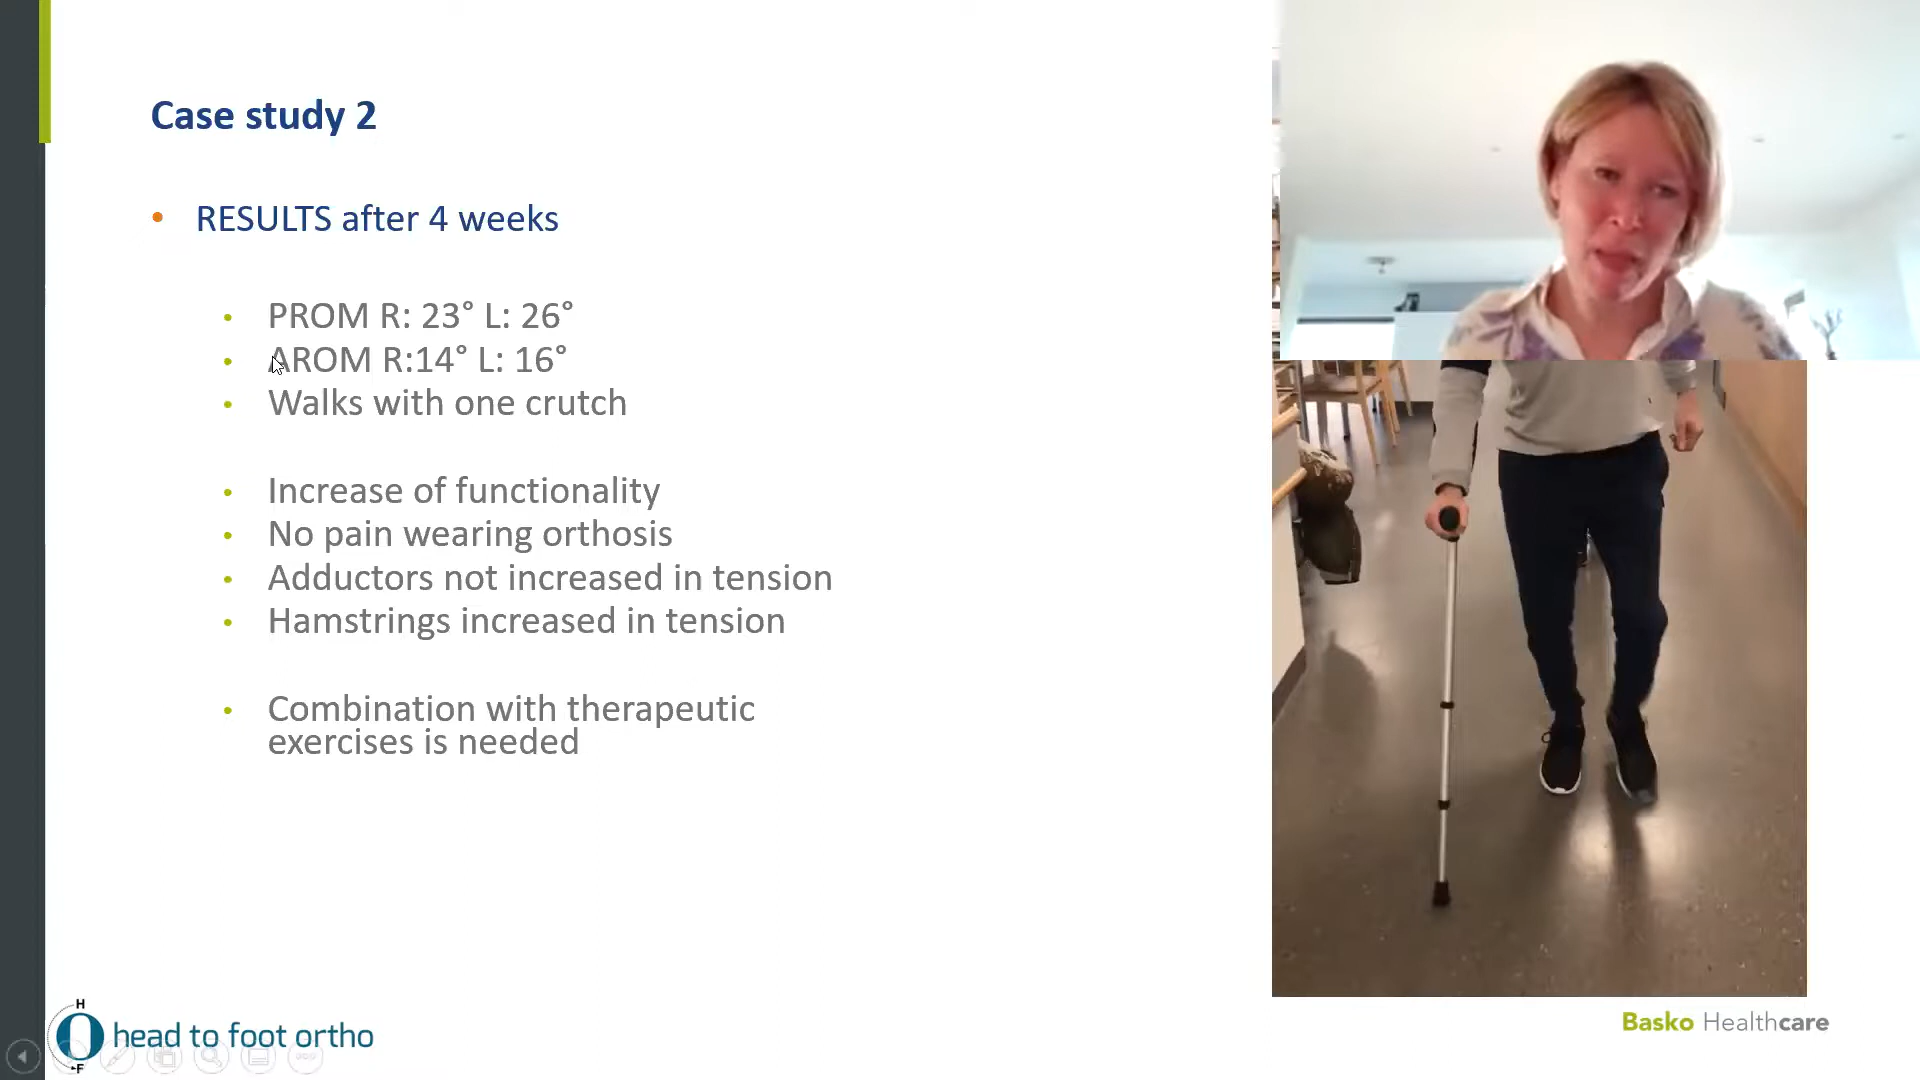 Case study 2
• RESULTS after 4 weeks
• PROM R: 23° L: 26°
• AROM R:14° L: 16°
• Walks with one crutch
• Increase of functionality
• No pain wearing orthosis
• Adductors not increased in tension
• Hamstrings increased in tension
• Combination with therapeutic
exercises is needed
H
head to foot ortho
F
Basko Healthcare